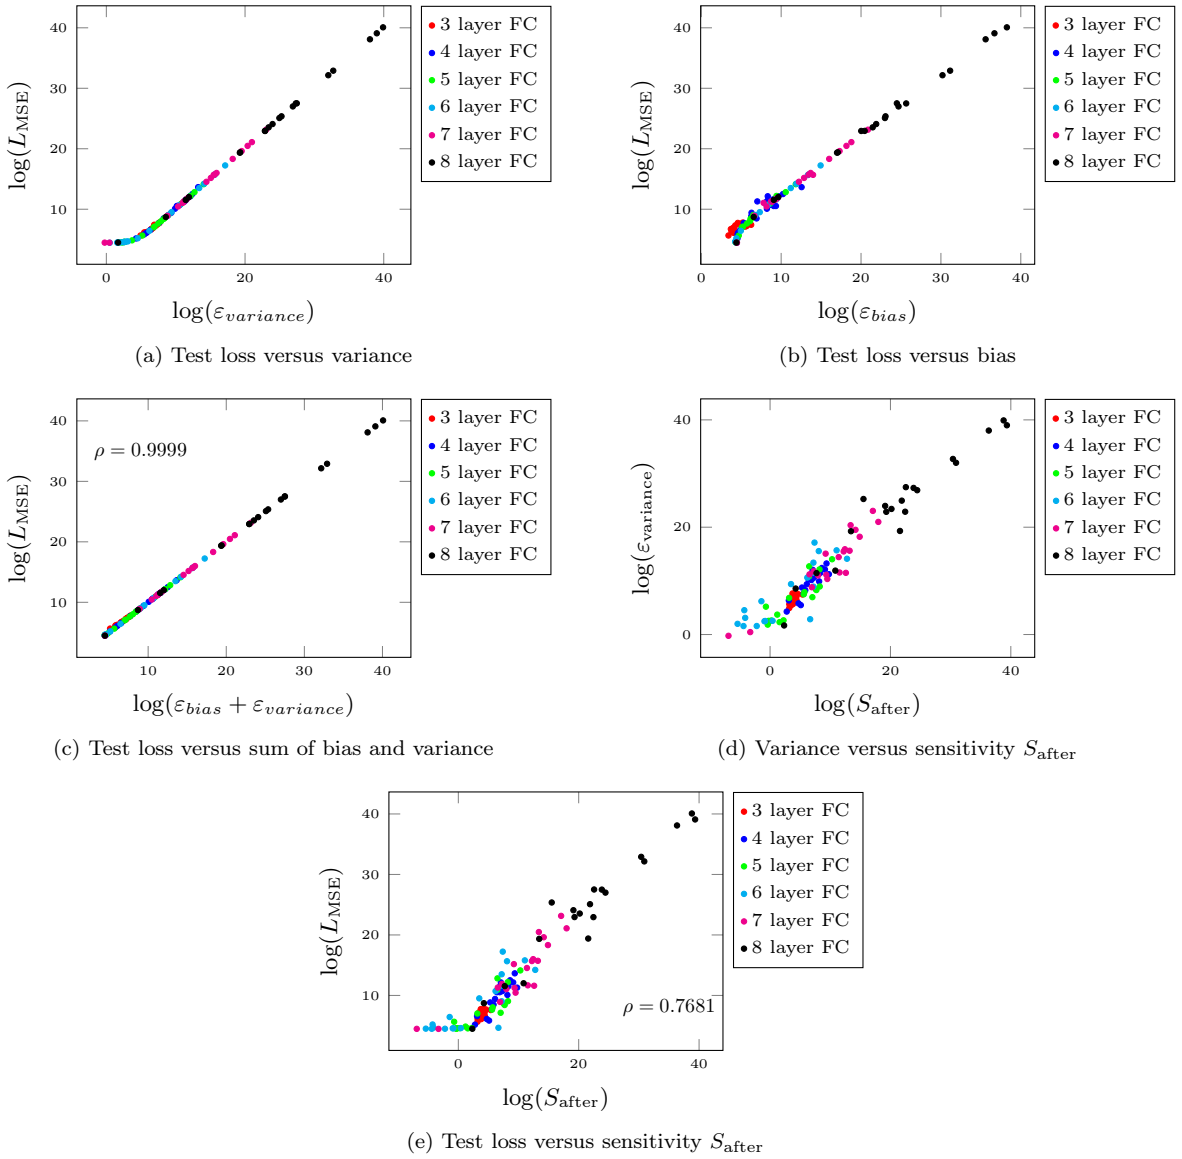 40
30
20
10
0
10
20
30
40
log(L_MSE)
log(ε_variance)
3 layer FC
4 layer FC
5 layer FC
6 layer FC
7 layer FC
8 layer FC
(a) Test loss versus variance
40
30
20
10
0
10
20
30
40
log(L_MSE)
log(ε_bias)
3 layer FC
4 layer FC
5 layer FC
6 layer FC
7 layer FC
8 layer FC
(b) Test loss versus bias
40
30
20
10
10
20
30
40
ρ = 0.9999
log(L_MSE)
log(ε_bias + ε_variance)
3 layer FC
4 layer FC
5 layer FC
6 layer FC
7 layer FC
8 layer FC
(c) Test loss versus sum of bias and variance
40
20
0
0
20
40
log(ε_variance)
log(S_after)
3 layer FC
4 layer FC
5 layer FC
6 layer FC
7 layer FC
8 layer FC
(d) Variance versus sensitivity S_after
40
30
20
10
0
20
40
ρ = 0.7681
log(L_MSE)
log(S_after)
3 layer FC
4 layer FC
5 layer FC
6 layer FC
7 layer FC
8 layer FC
(e) Test loss versus sensitivity S_after